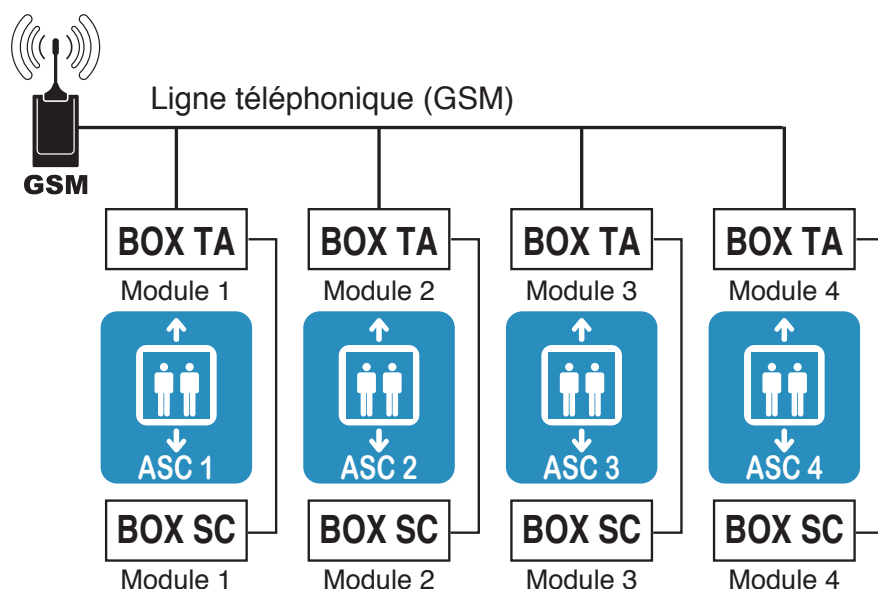 Ligne téléphonique (GSM)
GSM
BOX TA BOX TA BOX TA BOX TA
Module 1 Module 2 Module 3 Module 4
ASC 1 ASC 2 ASC 3 ASC 4
BOX SC BOX SC BOX SC BOX SC
Module 1 Module 2 Module 3 Module 4